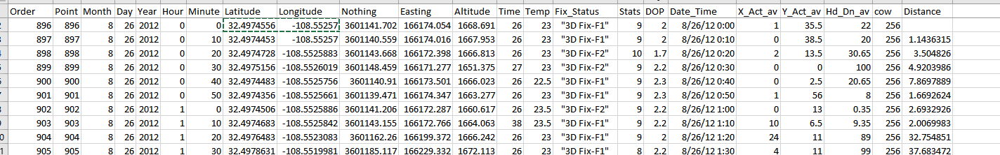 Order Point Month Day Year Hour Minute Latitude Longitude Nothing Easting Altitude Time Temp Fix_Status Stats DOP Date_Time X_Act_av Y_Act_av Hd_Dn_av cow Distance
896 896 8 26 2012 0 0 32.4974556 -108.55257 3601141.702 166174.054 1668.691 26 23 "3D Fix-F1" 9 2 8/26/12 0:00 1 35.5 22 256
897 897 8 26 2012 0 10 32.4974453 -108.55257 3601140.559 166174.016 1667.953 26 23 "3D Fix-F1" 9 2 8/26/12 0:10 0 38.5 20 256 1.1436315
898 898 8 26 2012 0 20 32.4974728 -108.5525883 3601143.668 166172.398 1666.813 26 23 "3D Fix-F2" 10 1.7 8/26/12 0:20 2 13.5 30.65 256 3.504826
899 899 8 26 2012 0 30 32.4975156 -108.5526019 3601148.459 166171.277 1651.375 27 23 "3D Fix-F2" 9 2.2 8/26/12 0:30 0 0 100 256 4.9203986
900 900 8 26 2012 0 40 32.4974483 -108.5525756 3601140.91 166173.501 1666.023 26 22.5 "3D Fix-F1" 9 2.3 8/26/12 0:40 0 2.5 20.65 256 7.8697889
901 901 8 26 2012 0 50 32.4974356 -108.5525661 3601139.471 166174.347 1663.277 26 23 "3D Fix-F1" 9 2.3 8/26/12 0:50 1 56 8 256 1.6692624
902 902 8 26 2012 1 0 32.4974506 -108.5525886 3601141.206 166172.287 1660.617 26 23.5 "3D Fix-F2" 9 2.2 8/26/12 1:00 0 13 0.35 256 2.6932926
903 903 8 26 2012 1 10 32.4974683 -108.5525842 3601143.155 166172.766 1664.063 38 23.5 "3D Fix-F1" 9 2.2 8/26/12 1:10 10 6.5 9.35 256 2.0069983
904 904 8 26 2012 1 20 32.4976483 -108.5523083 3601162.26 166199.372 1666.242 26 23 "3D Fix-F1" 9 2.2 8/26/12 1:20 24 11 89 256 32.754851
905 905 8 26 2012 1 30 32.4978631 -108.5519981 3601185.117 166229.332 1672.113 26 23 "3D Fix-F1" 8 2.2 8/26/12 1:30 4 11 99 256 37.683472